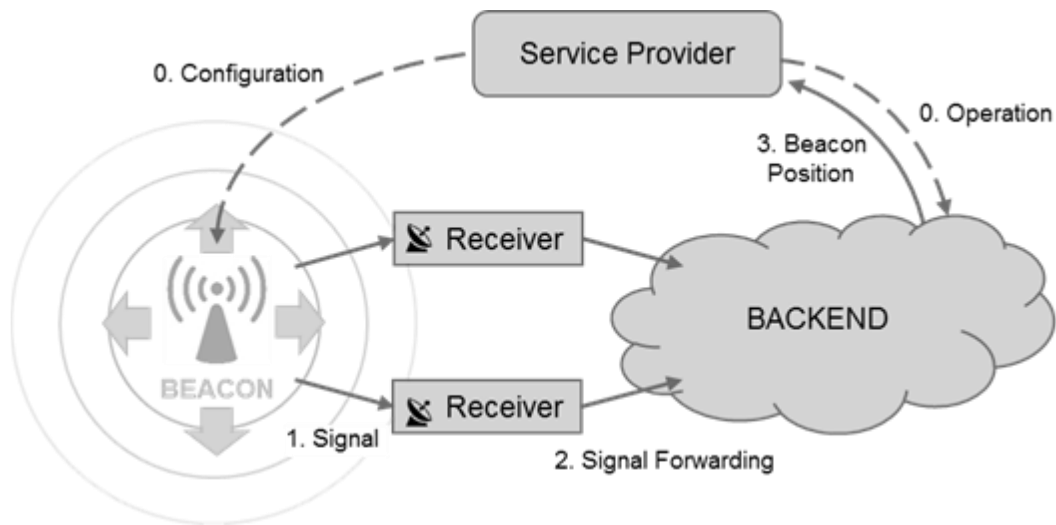 Service Provider
0. Configuration
0. Operation
3. Beacon
Position
Receiver
BACKEND
BEACON
Receiver
1. Signal
2. Signal Forwarding